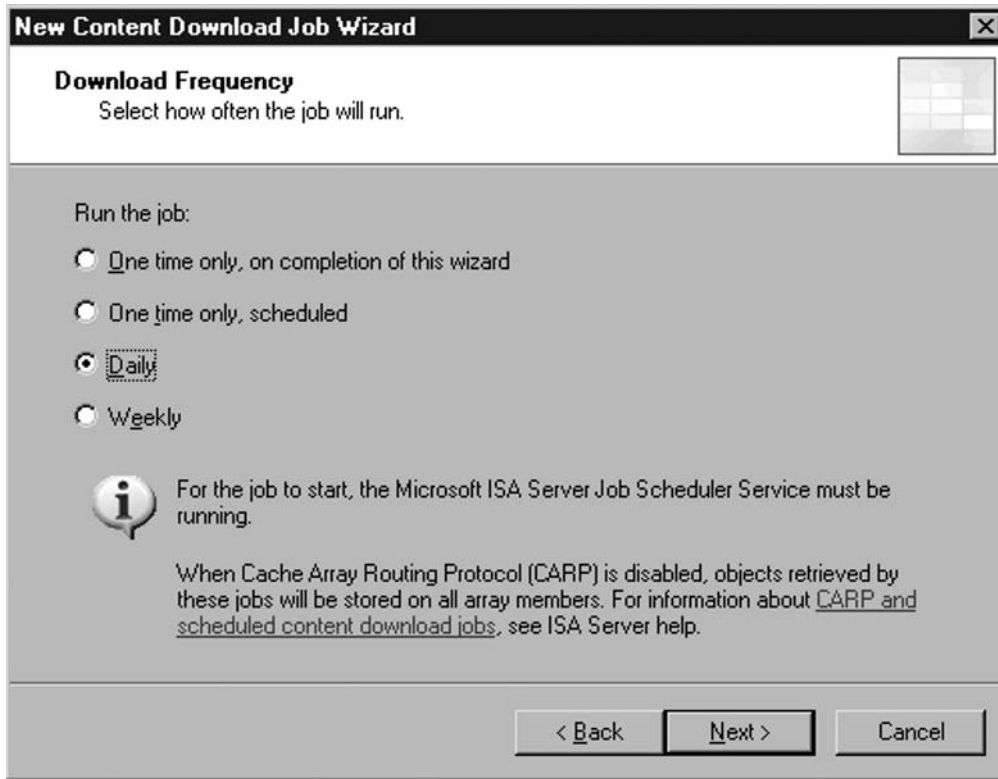 New Content Download Job Wizard
Download Frequency
Select how often the job will run.
Run the job:
One time only, on completion of this wizard
One time only, scheduled
Daily
Weekly
For the job to start, the Microsoft ISA Server Job Scheduler Service must be
running.
When Cache Array Routing Protocol (CARP) is disabled, objects retrieved by
these jobs will be stored on all array members. For information about CARP and
scheduled content download jobs, see ISA Server help.
< Back Next > Cancel